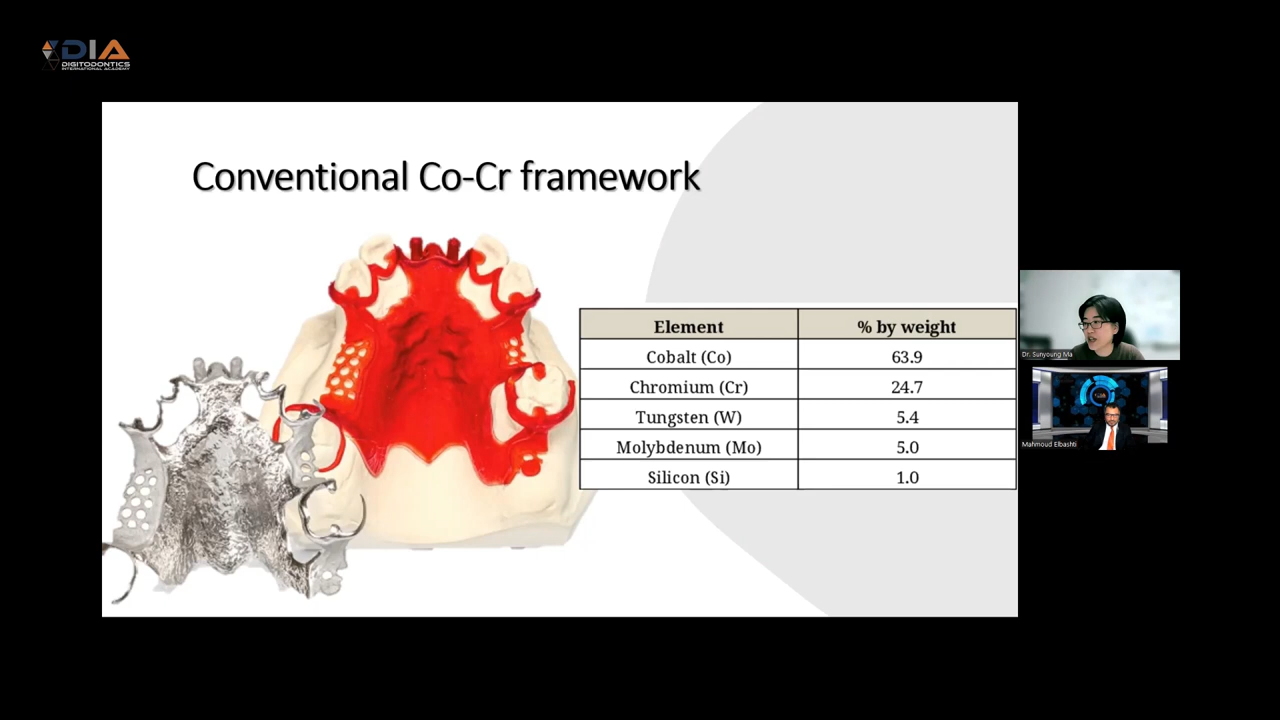 DIA
DIGITODONTICS
INTERNATIONAL ACADEMY
Conventional Co-Cr framework
Element % by weight
Cobalt (Co) 63.9
Chromium (Cr) 24.7
Tungsten (W) 5.4
Molybdenum (Mo) 5.0
Silicon (Si) 1.0
Dr. Sunyoung Ma
Mahmoud Elbashti